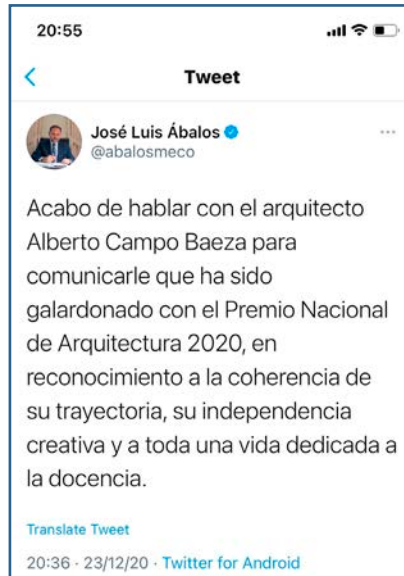 20:55
Tweet
José Luis Ábalos
@abalosmeco
Acabo de hablar con el arquitecto
Alberto Campo Baeza para
comunicarle que ha sido
galardonado con el Premio Nacional
de Arquitectura 2020, en
reconocimiento a la coherencia de
su trayectoria, su independencia
creativa y a toda una vida dedicada a
la docencia.
Translate Tweet
20:36 · 23/12/20 · Twitter for Android